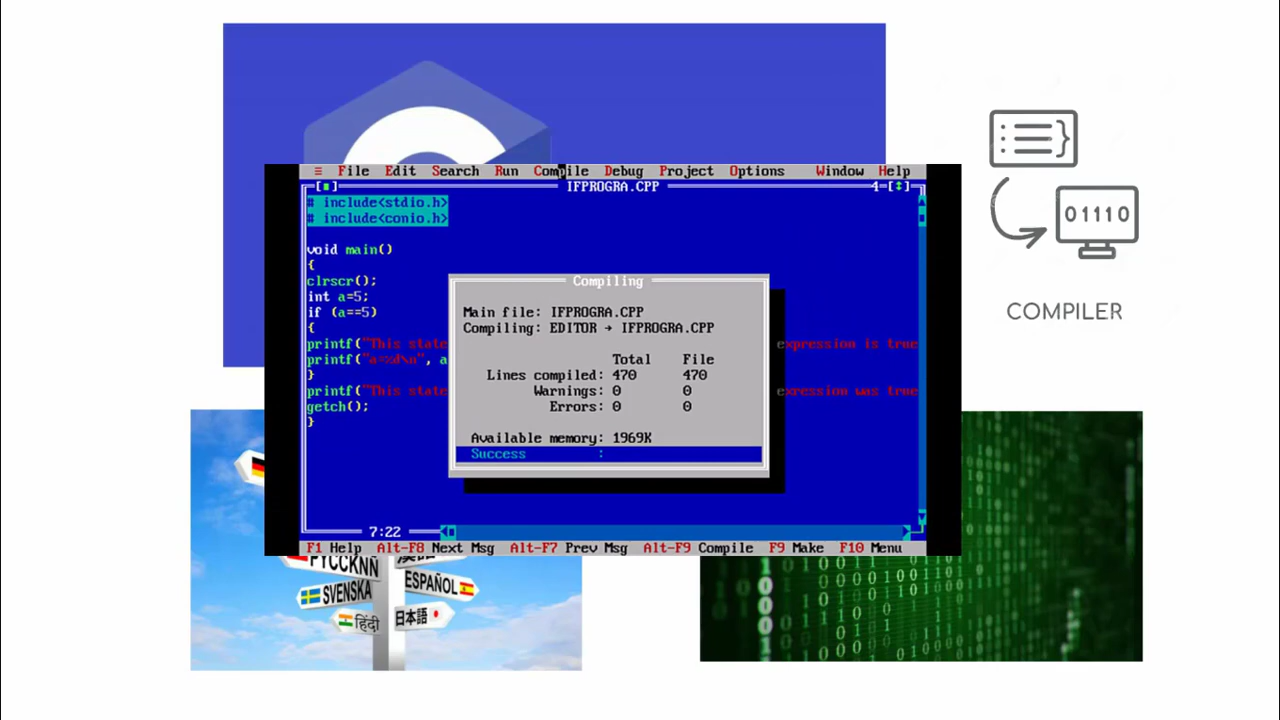 ≡ File Edit Search Run Compile Debug Project Options Window Help
[■] IFPROGRA.CPP 4=[↕]
# include<stdio.h>
# include<conio.h>
void main()
{
clrscr();
int a=5;
if (a==5)
{
printf("This state expression is true
printf("a=%d\n", a
}
printf("This state expression was true
getch();
}
Compiling
Main file: IFPROGRA.CPP
Compiling: EDITOR → IFPROGRA.CPP
Total File
Lines compiled: 470 470
Warnings: 0 0
Errors: 0 0
Available memory: 1969K
Success :
7:22
F1 Help Alt-F8 Next Msg Alt-F7 Prev Msg Alt-F9 Compile F9 Make F10 Menu
01110
COMPILER
SVENSKA
ESPAÑOL
हिंदी
日本語